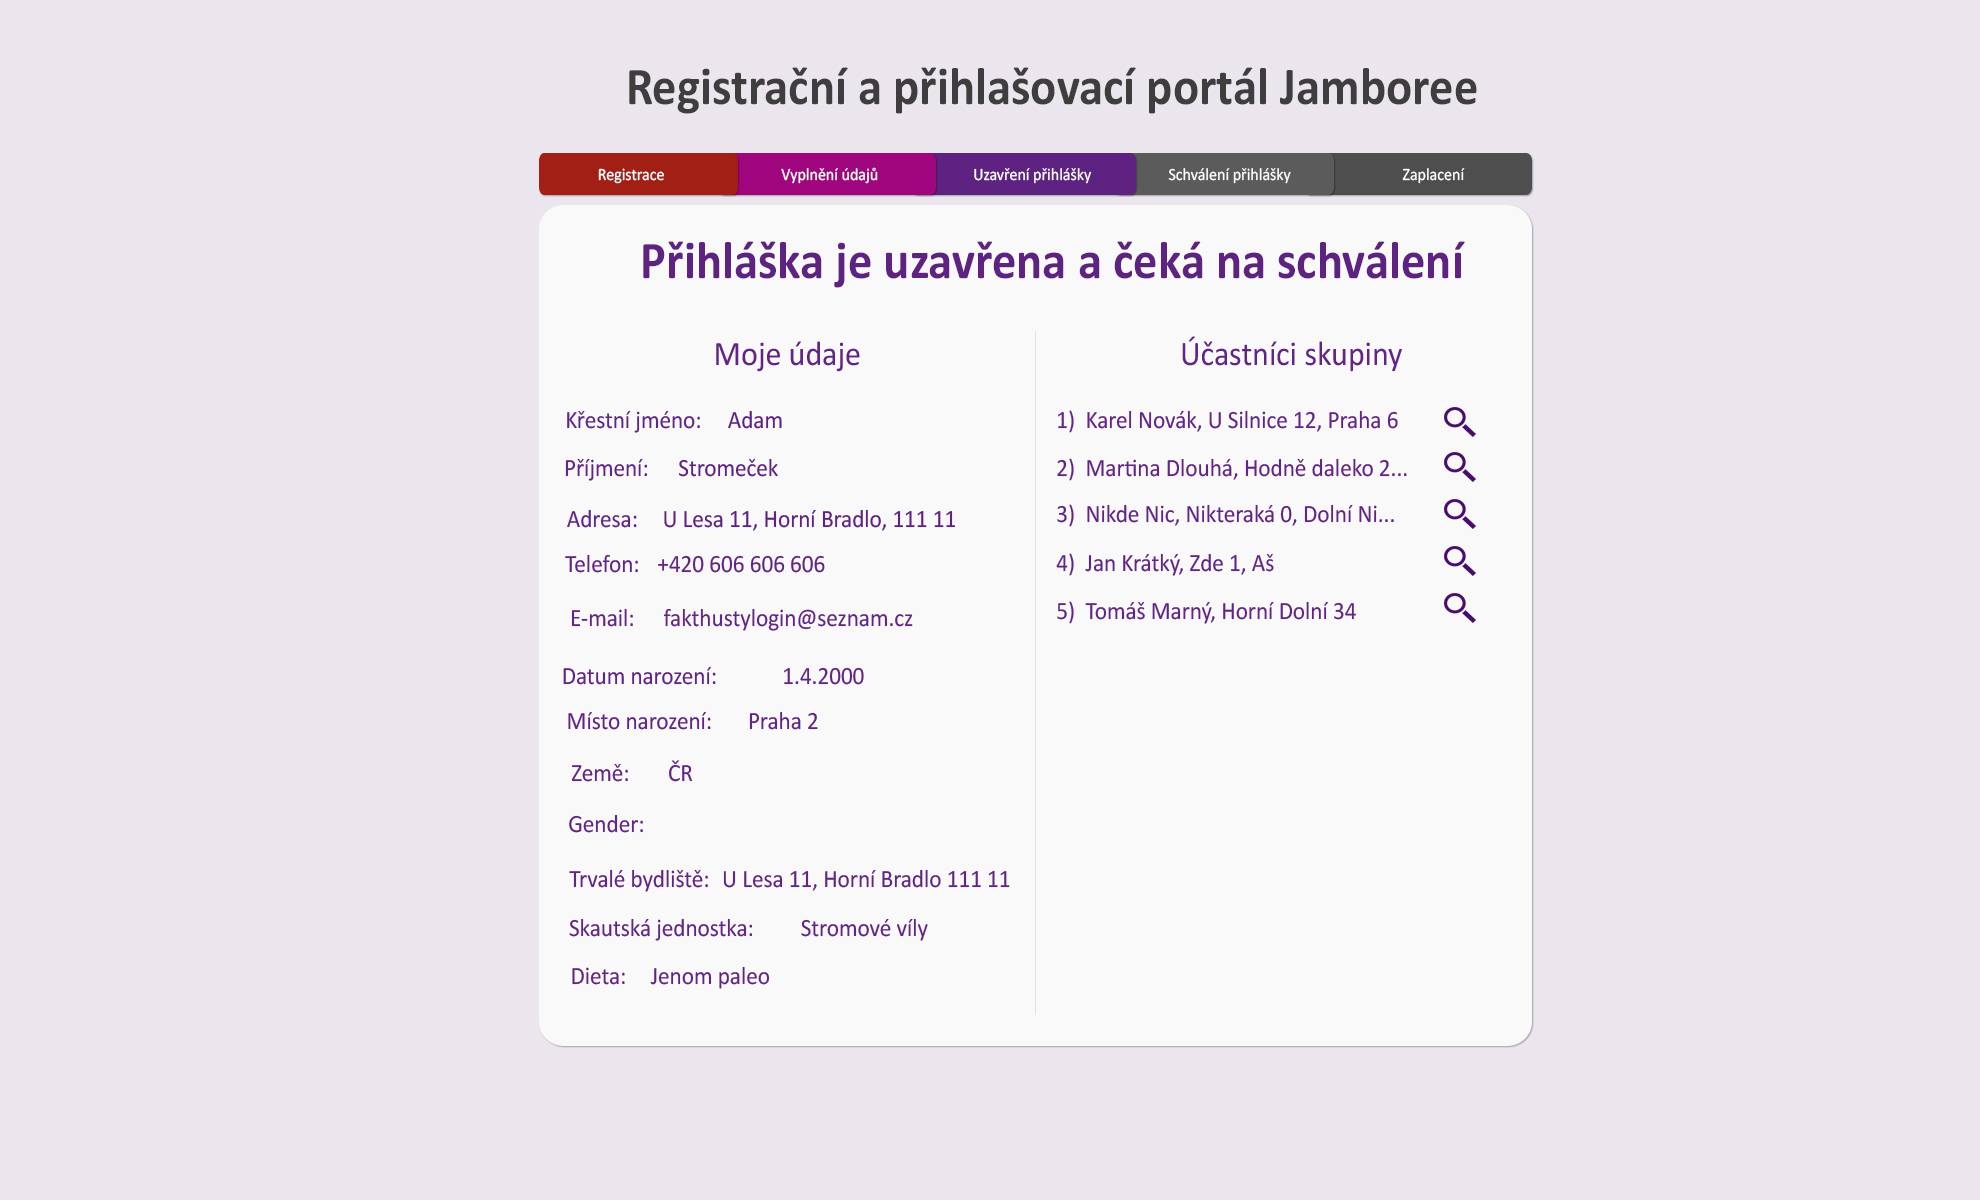 Registrační a přihlašovací portál Jamboree
Registrace
Vyplnění údajů
Uzavření přihlášky
Schválení přihlášky
Zaplacení
Přihláška je uzavřena a čeká na schválení
Moje údaje
Křestní jméno: Adam
Příjmení: Stromeček
Adresa: U Lesa 11, Horní Bradlo, 111 11
Telefon: +420 606 606 606
E-mail: fakthustylogin@seznam.cz
Datum narození: 1.4.2000
Místo narození: Praha 2
Země: ČR
Gender:
Trvalé bydliště: U Lesa 11, Horní Bradlo 111 11
Skautská jednostka: Stromové víly
Dieta: Jenom paleo
Účastníci skupiny
1) Karel Novák, U Silnice 12, Praha 6
2) Martina Dlouhá, Hodně daleko 2...
3) Nikde Nic, Nikteraká 0, Dolní Ni...
4) Jan Krátký, Zde 1, Aš
5) Tomáš Marný, Horní Dolní 34